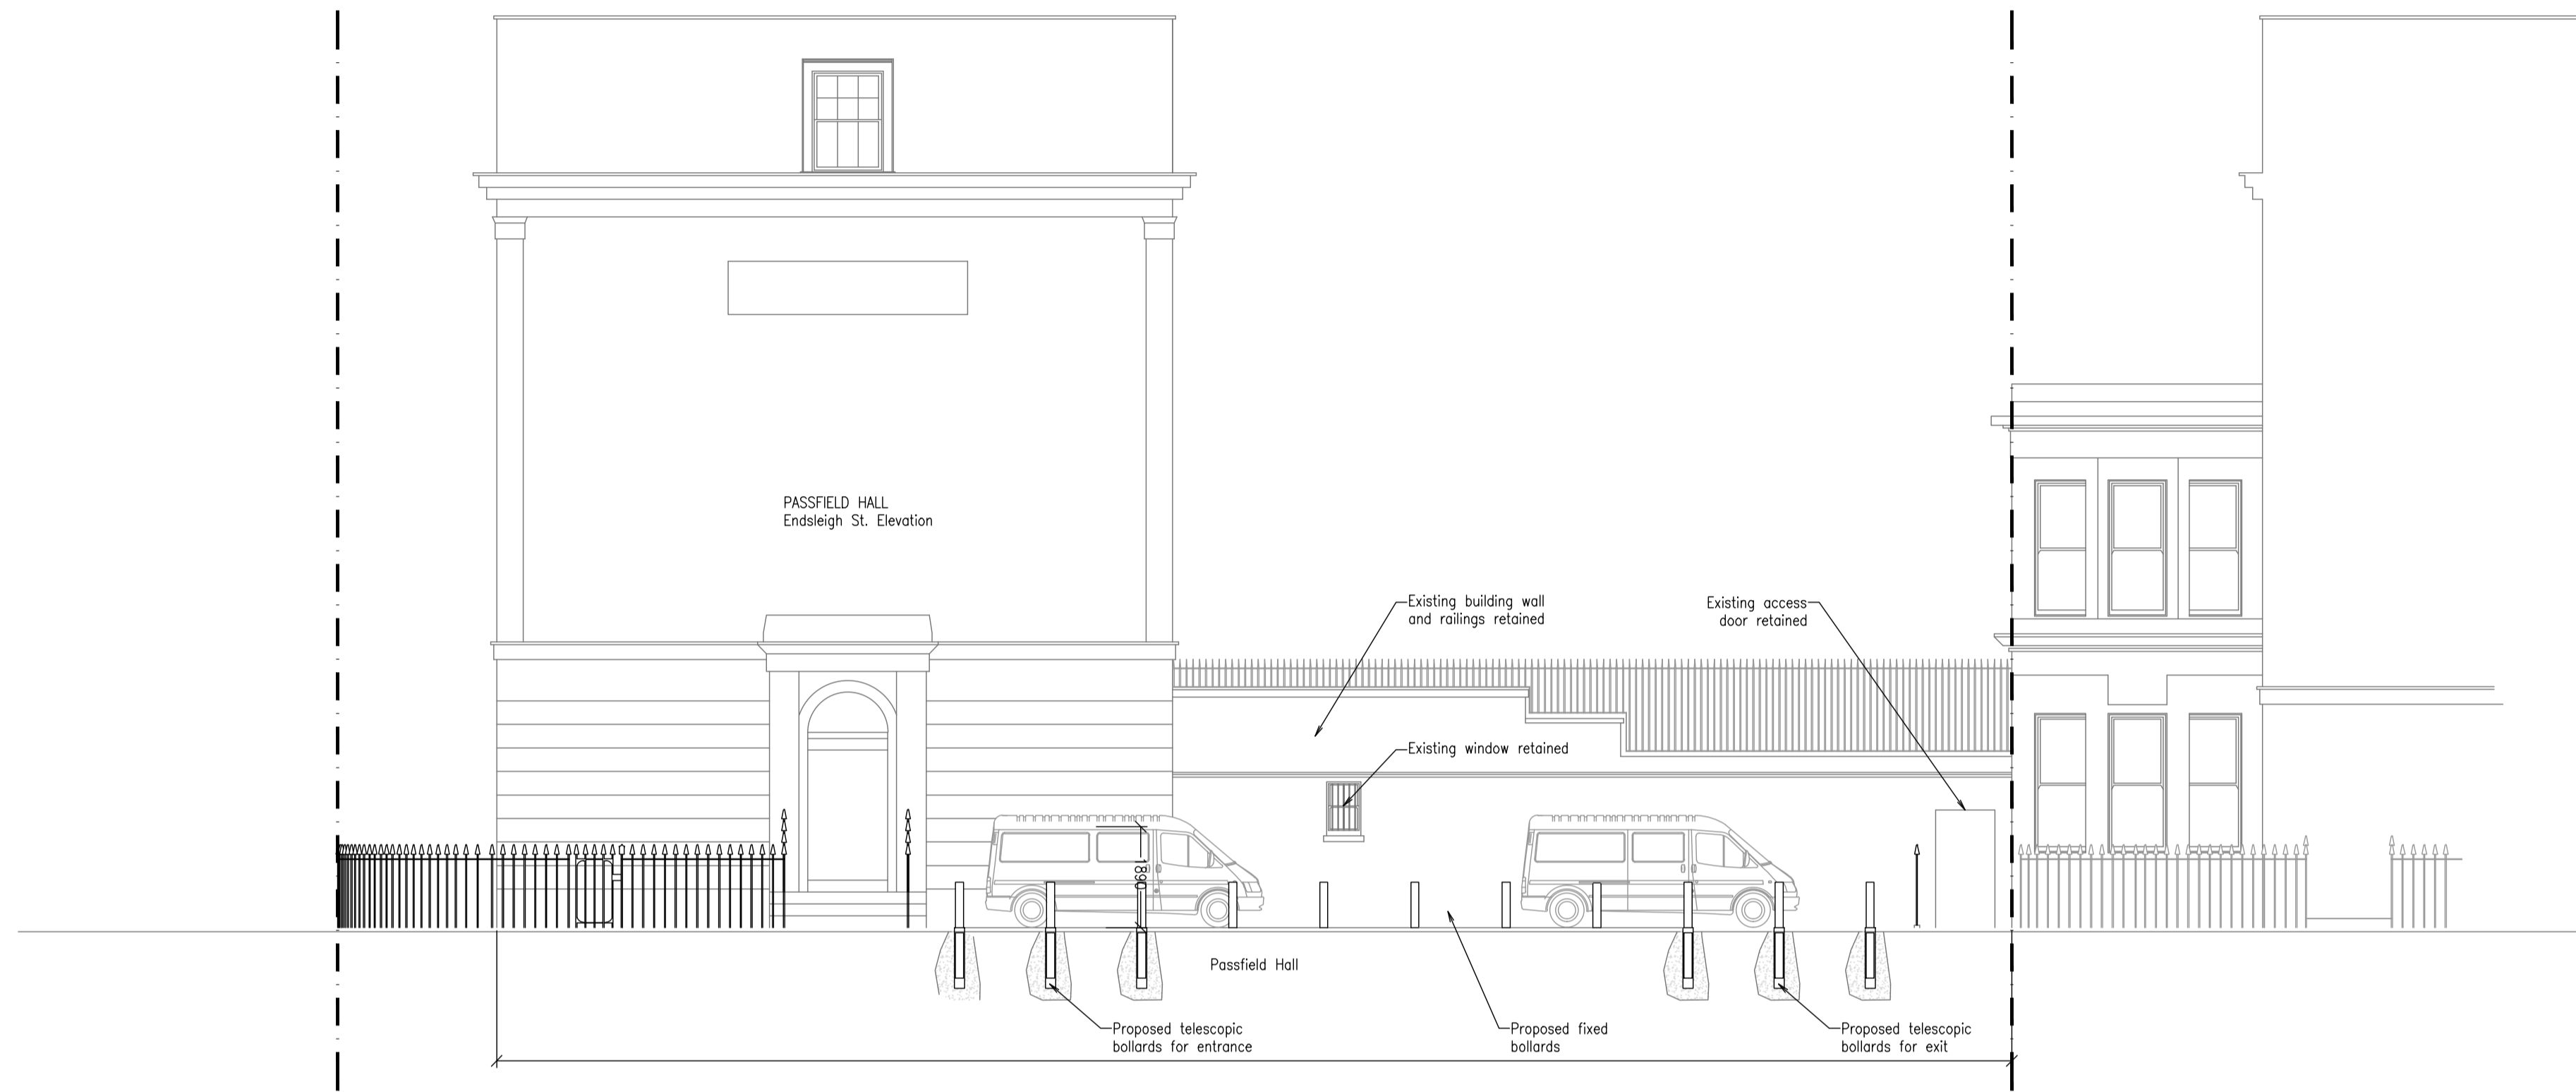 PASSFIELD HALL
Endsleigh St. Elevation
Existing building wall
and railings retained
Existing access
door retained
Existing window retained
1890
Passfield Hall
Proposed telescopic
bollards for entrance
Proposed fixed
bollards
Proposed telescopic
bollards for exit